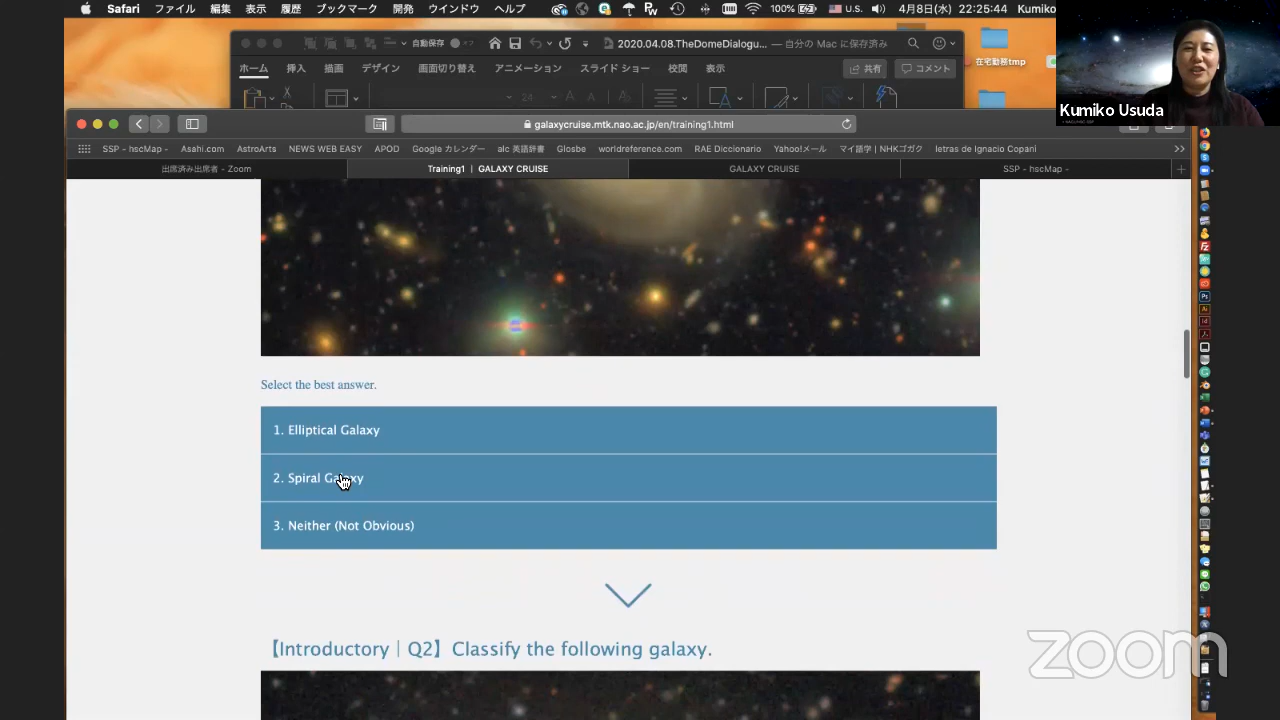 Safari ファイル 編集 表示 履歴 ブックマーク 開発 ウインドウ ヘルプ 100% U.S. 4月8日(水) 22:25:44 Kumiko
自動保存 2020.04.08.TheDomeDialogu... — 自分の Mac に保存済み
在宅勤務tmp
ホーム 挿入 描画 デザイン 画面切り替え アニメーション スライド ショー 校閲 表示 共有 コメント
24
Kumiko Usuda
galaxycruise.mtk.nao.ac.jp/en/training1.html
SSP - hscMap - Asahi.com AstroArts NEWS WEB EASY APOD Google カレンダー alc 英語辞書 Glosbe wordreference.com RAE Diccionario Yahoo!メール マイ語学 | NHKゴガク letras de Ignacio Copani
出席済み出席者 - Zoom Training1 | GALAXY CRUISE GALAXY CRUISE SSP - hscMap -
Select the best answer.
1. Elliptical Galaxy
2. Spiral Galaxy
3. Neither (Not Obvious)
【Introductory | Q2】Classify the following galaxy.
zoom